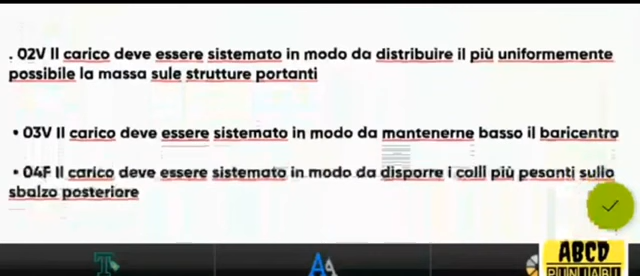 . 02V Il carico deve essere sistemato in modo da distribuire il più uniformemente
possibile la massa sule strutture portanti
• 03V Il carico deve essere sistemato in modo da mantenerne basso il baricentro
• 04F Il carico deve essere sistemato in modo da disporre i colli più pesanti sullo
sbalzo posteriore
ABCD
PUNJABI